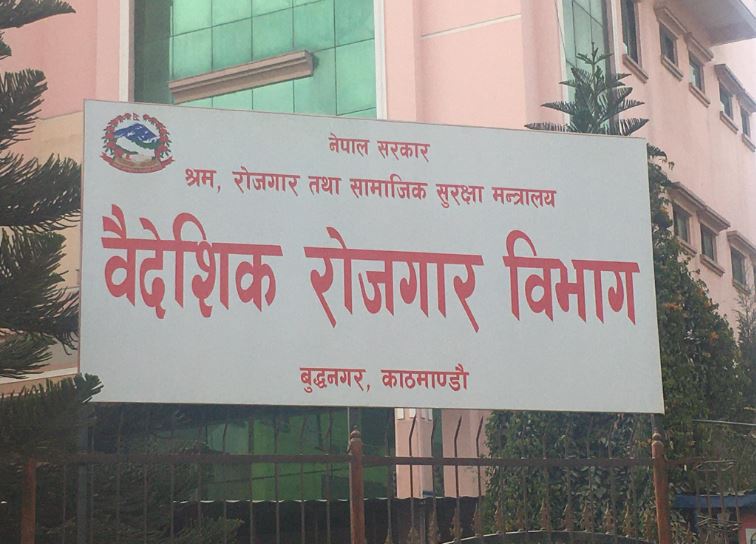 नेपाल सरकार
श्रम, रोजगार तथा सामाजिक सुरक्षा मन्त्रालय
वैदेशिक रोजगार विभाग
बुद्धनगर, काठमाण्डौ